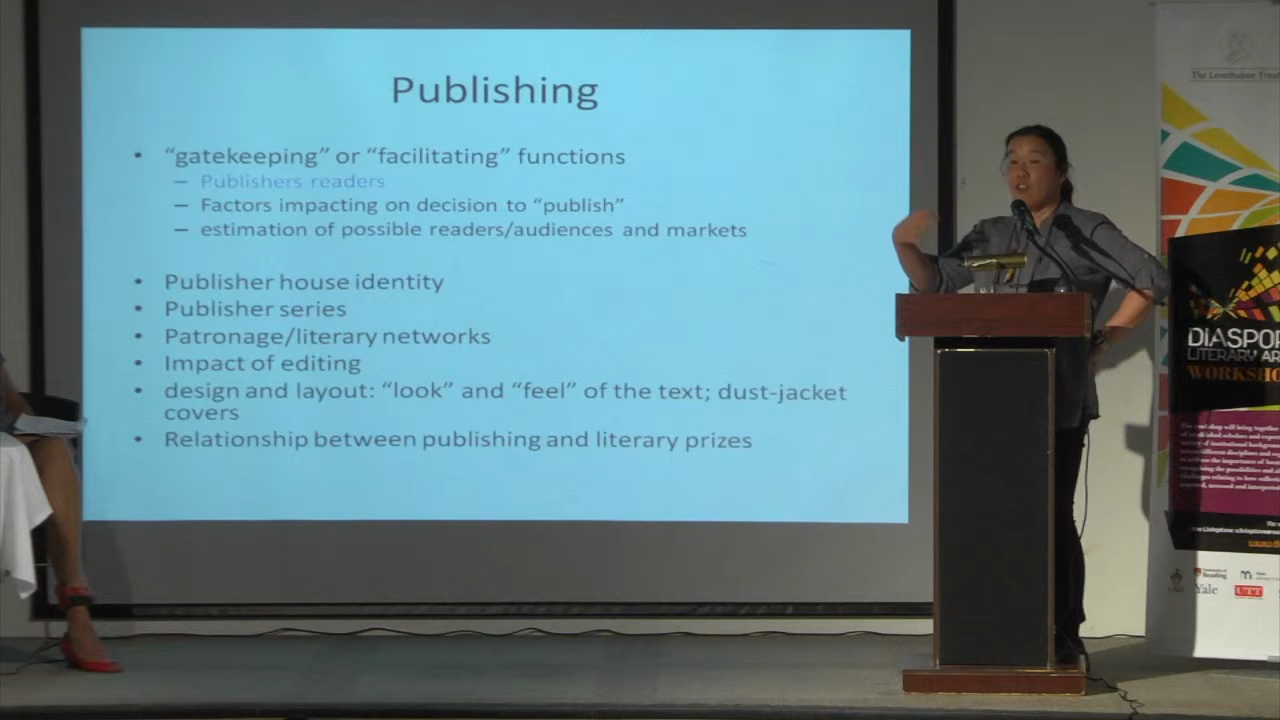 Publishing
• “gatekeeping” or “facilitating” functions
– Publishers readers
– Factors impacting on decision to “publish”
– estimation of possible readers/audiences and markets
• Publisher house identity
• Publisher series
• Patronage/literary networks
• Impact of editing
• design and layout: “look” and “feel” of the text; dust-jacket
covers
• Relationship between publishing and literary prizes
The Leverhulme
DIASPO
LITERARY AR
WORKSHO
Reading
Yale